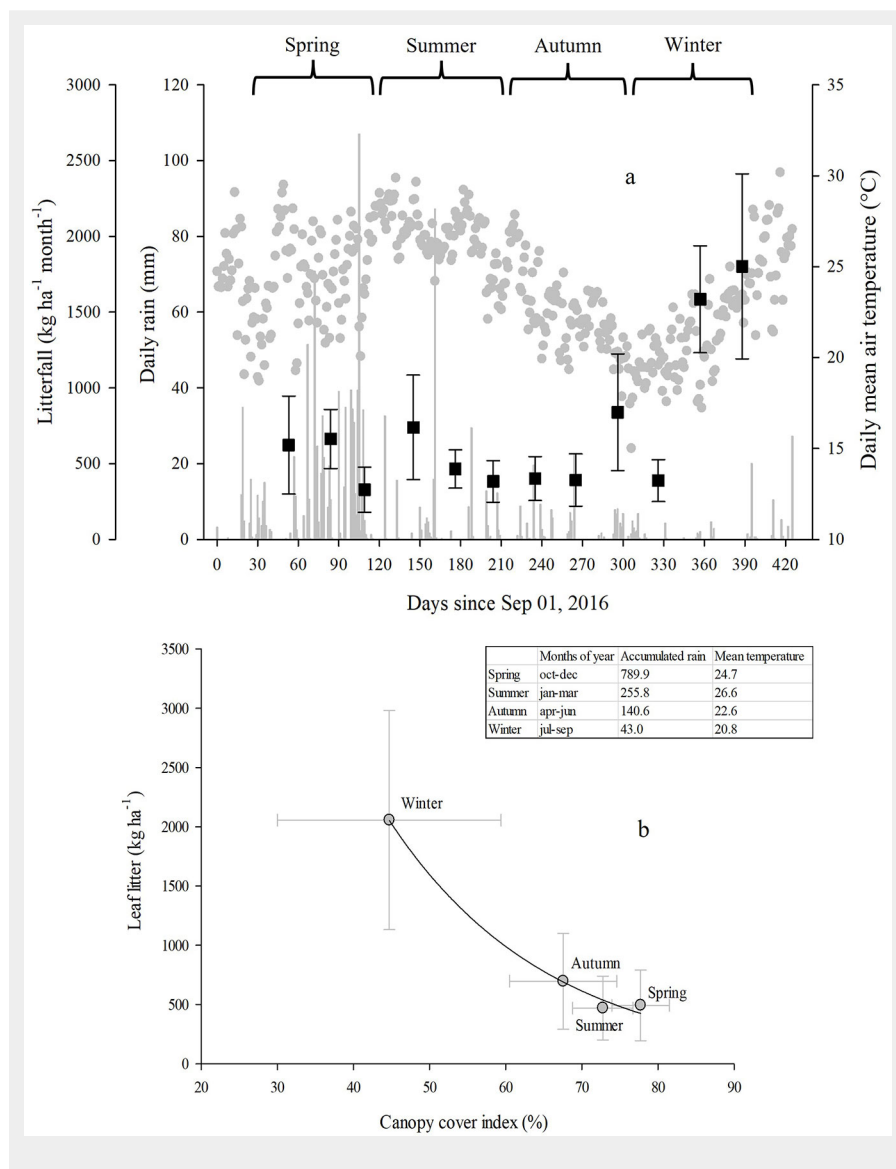 Spring Summer Autumn Winter
3000 120 35
2500 100 30
2000 80 25
1500 60 20
1000 40 15
500 20
0 0 10
a
Litterfall (kg ha-1 month-1)
Daily rain (mm)
Daily mean air temperature (°C)
0 30 60 90 120 150 180 210 240 270 300 330 360 390 420
Days since Sep 01, 2016
3500
3000
2500
2000
1500
1000
500
0
Leaf litter (kg ha-1)
Months of year Accumulated rain Mean temperature
Spring oct-dec 789.9 24.7
Summer jan-mar 255.8 26.6
Autumn apr-jun 140.6 22.6
Winter jul-sep 43.0 20.8
Winter
b
Autumn
Spring
Summer
20 30 40 50 60 70 80 90
Canopy cover index (%)